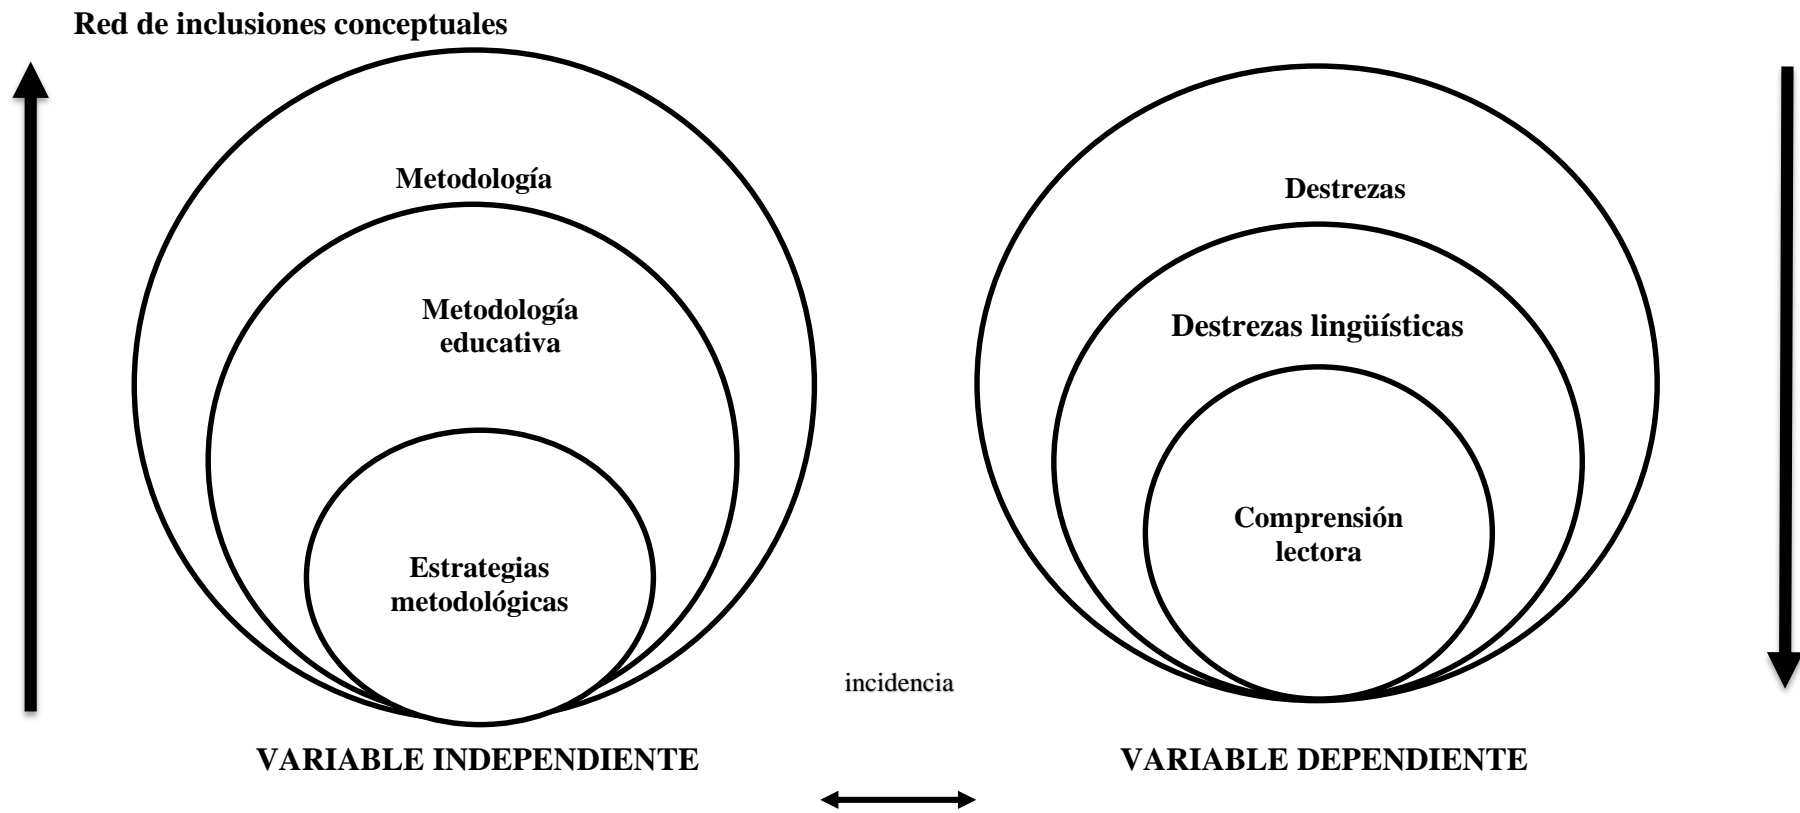 Red de inclusiones conceptuales
Metodología
Metodología
educativa
Estrategias
metodológicas
Destrezas
Destrezas lingüísticas
Comprensión
lectora
incidencia
VARIABLE INDEPENDIENTE
VARIABLE DEPENDIENTE